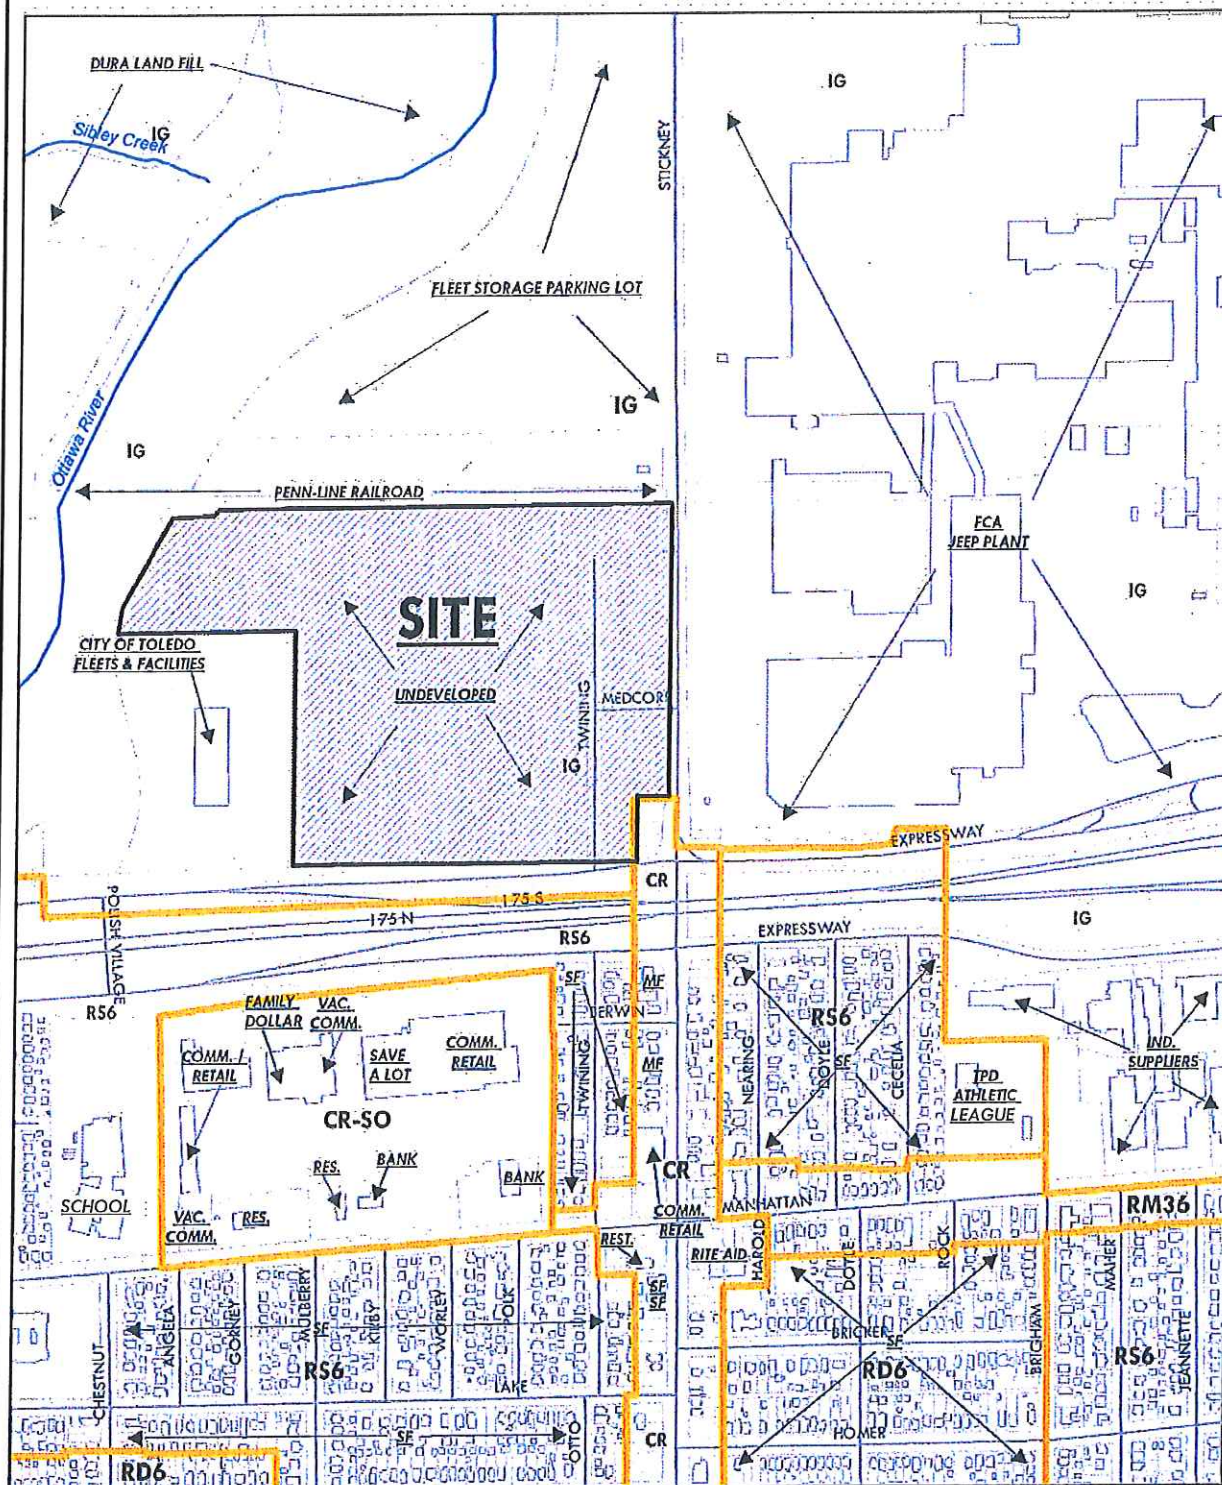 DURA LAND FILL
IG
Sibley Creek
IG
STICKNEY
FLEET STORAGE PARKING LOT
IG
Ottawa River
IG
PENN-LINE RAILROAD
FCA
JEEP PLANT
IG
SITE
CITY OF TOLEDO
FLEETS & FACILITIES
UNDEVELOPED
TWINING
MEDCORS
IG
EXPRESSWAY
CR
POLISH VILLAGE
I75 S
I75 N
IG
EXPRESSWAY
RS6
RS6
SF
MF
FAMILY
DOLLAR
VAC.
COMM.
DERWIN
RS6
COMM. /
RETAIL
SAVE
A LOT
COMM.
RETAIL
TWINING
MF
NEARING
DOYLE
SF
CECELIA
IND.
SUPPLIERS
TPD
ATHLETIC
LEAGUE
CR-SO
RES.
BANK
BANK
CR
SCHOOL
VAC.
COMM.
RES.
COMM.
RETAIL
MANHATTAN
RM36
REST.
RITE AID
HAROLD
DOYLE
ROCK
MAHER
SF
SF
CHESTNUT
ANGELA
GORNEY
MULBERRY
SF
KIRBY
WORLEY
POLK
BRICKER
SF
BRIGHAM
RS6
JEANNETTE
RS6
LAKE
RD6
SF
OTTO
CR
HOMER
RD6